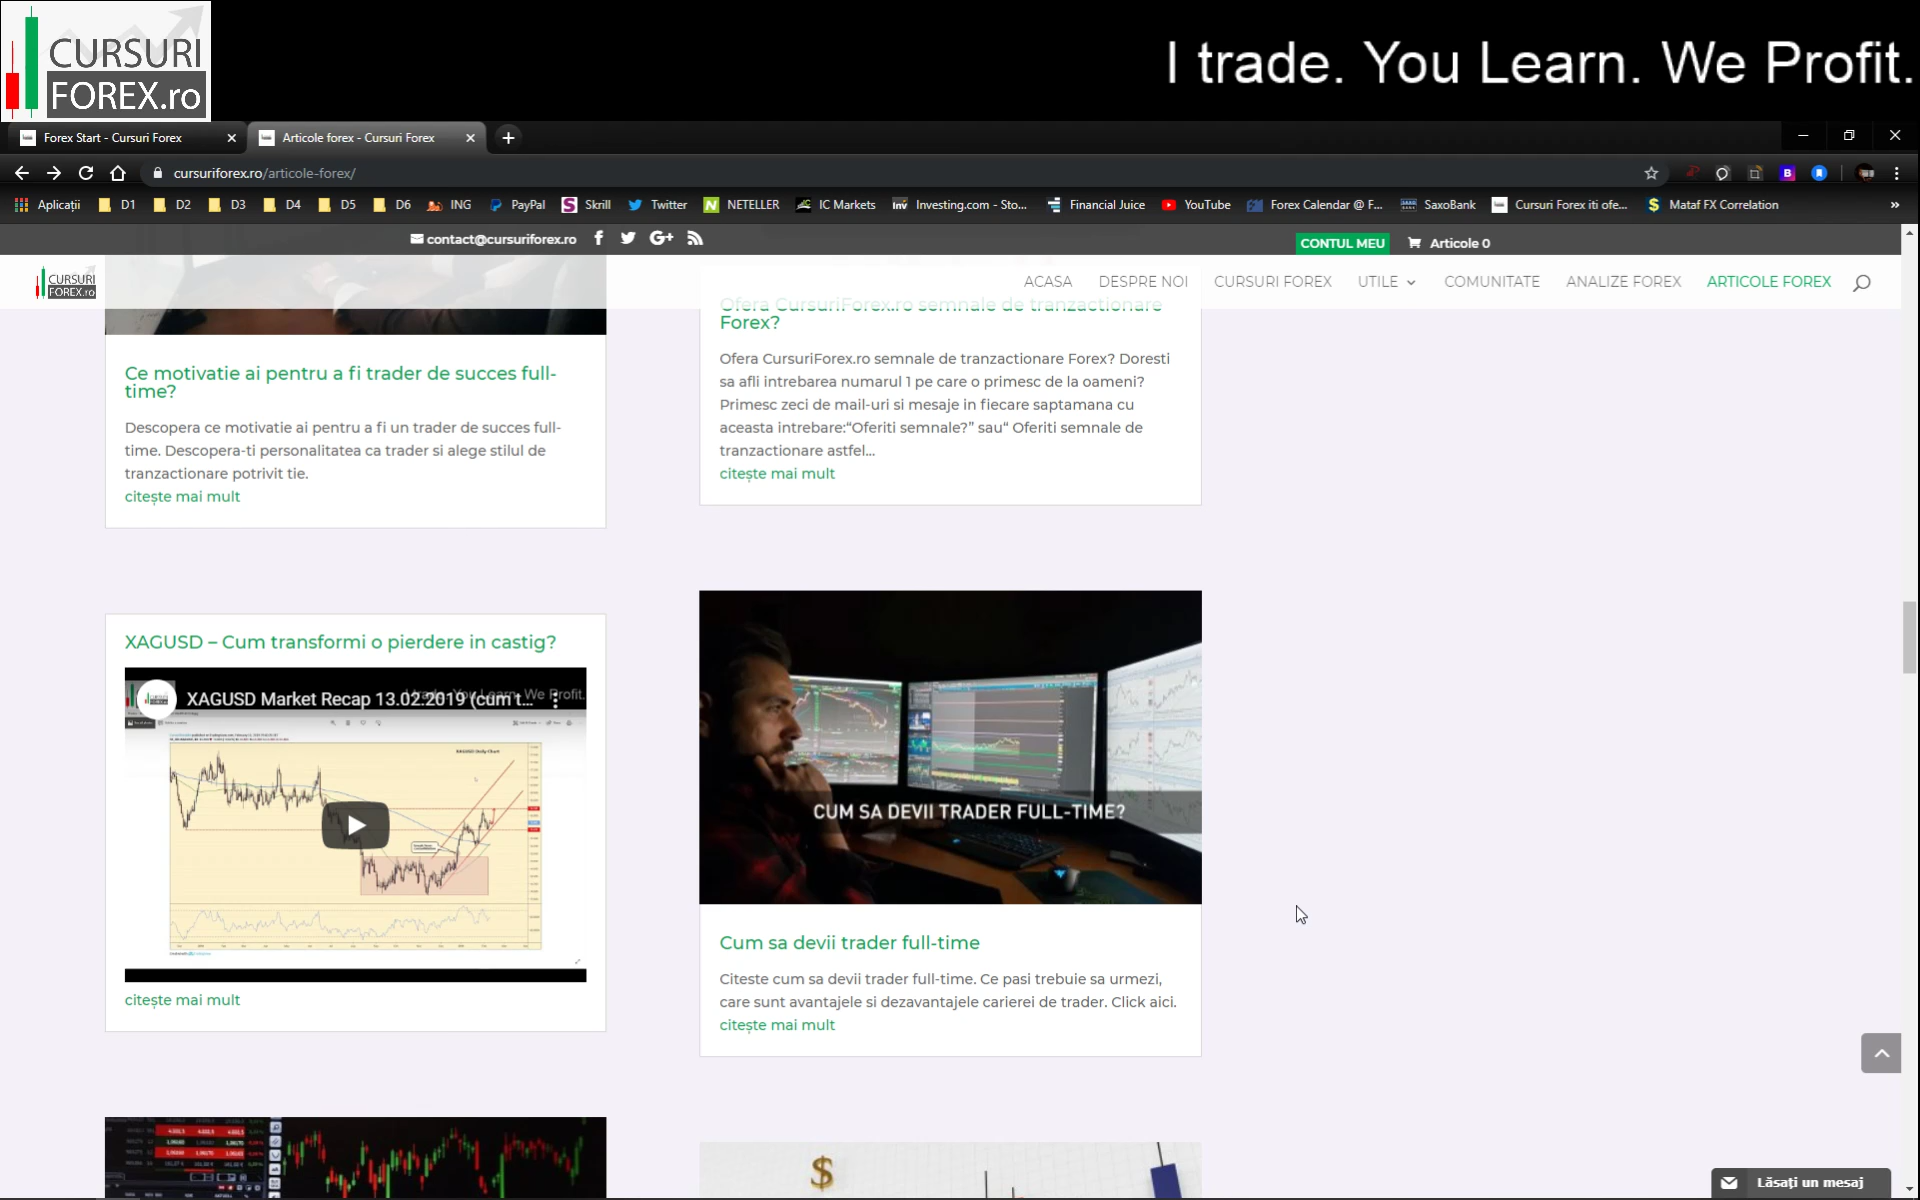 CURSURI
FOREX.ro
I trade. You Learn. We Profit.
Forex Start - Cursuri Forex
Articole forex - Cursuri Forex
cursuriforex.ro/articole-forex/
Aplicații D1 D2 D3 D4 D5 D6 ING PayPal Skrill Twitter NETELLER IC Markets Investing.com - Sto... Financial Juice YouTube Forex Calendar @ F... SaxoBank Cursuri Forex iti ofe... Mataf FX Correlation »
contact@cursuriforex.ro
CONTUL MEU Articole 0
CURSURI
FOREX.ro
ACASA DESPRE NOI CURSURI FOREX UTILE COMUNITATE ANALIZE FOREX ARTICOLE FOREX
Ce motivatie ai pentru a fi trader de succes full-
time?
Descopera ce motivatie ai pentru a fi un trader de succes full-
time. Descopera-ti personalitatea ca trader si alege stilul de
tranzactionare potrivit tie.
citește mai mult
Ofera CursuriForex.ro semnale de tranzactionare
Forex?
Ofera CursuriForex.ro semnale de tranzactionare Forex? Doresti
sa afli intrebarea numarul 1 pe care o primesc de la oameni?
Primesc zeci de mail-uri si mesaje in fiecare saptamana cu
aceasta intrebare:“Oferiti semnale?” sau“ Oferiti semnale de
tranzactionare astfel...
citește mai mult
XAGUSD – Cum transformi o pierdere in castig?
XAGUSD Market Recap 13.02.2019 (cum t...
XAGUSD Daily Chart
citește mai mult
CUM SA DEVII TRADER FULL-TIME?
Cum sa devii trader full-time
Citeste cum sa devii trader full-time. Ce pasi trebuie sa urmezi,
care sunt avantajele si dezavantajele carierei de trader. Click aici.
citește mai mult
Lăsați un mesaj